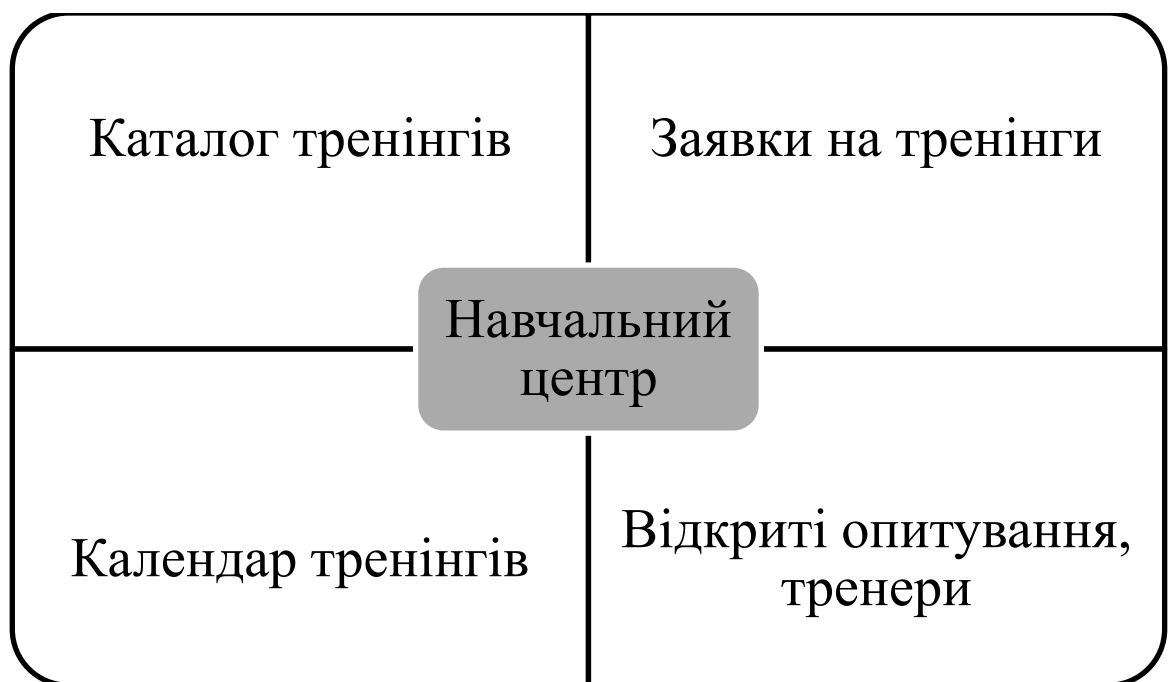 Каталог тренінгів
Заявки на тренінги
Навчальний
центр
Календар тренінгів
Відкриті опитування,
тренери